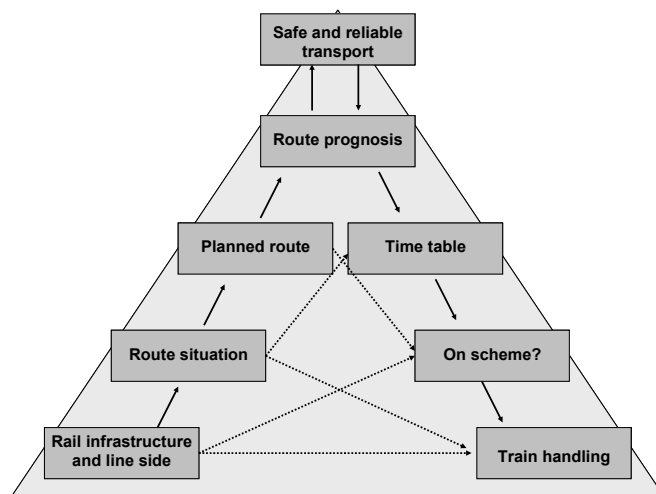 Safe and reliable
transport
Route prognosis
Planned route
Time table
Route situation
On scheme?
Rail infrastructure
and line side
Train handling